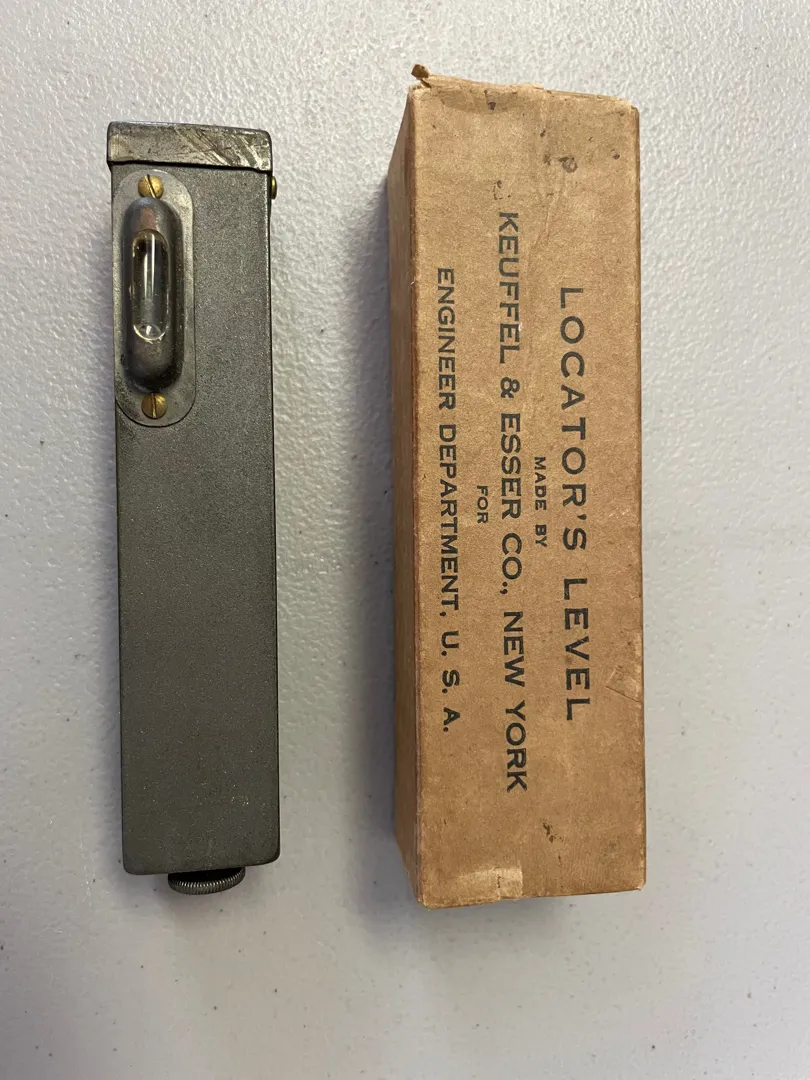 LOCATOR'S LEVEL
MADE BY
KEUFFEL & ESSER CO., NEW YORK
FOR
ENGINEER DEPARTMENT, U. S. A.